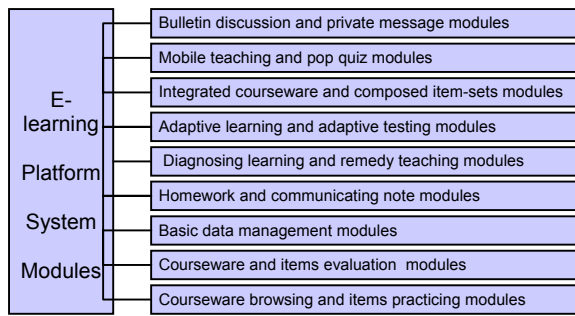 E-
learning
Platform
System
Modules
Bulletin discussion and private message modules
Mobile teaching and pop quiz modules
Integrated courseware and composed item-sets modules
Adaptive learning and adaptive testing modules
Diagnosing learning and remedy teaching modules
Homework and communicating note modules
Basic data management modules
Courseware and items evaluation modules
Courseware browsing and items practicing modules